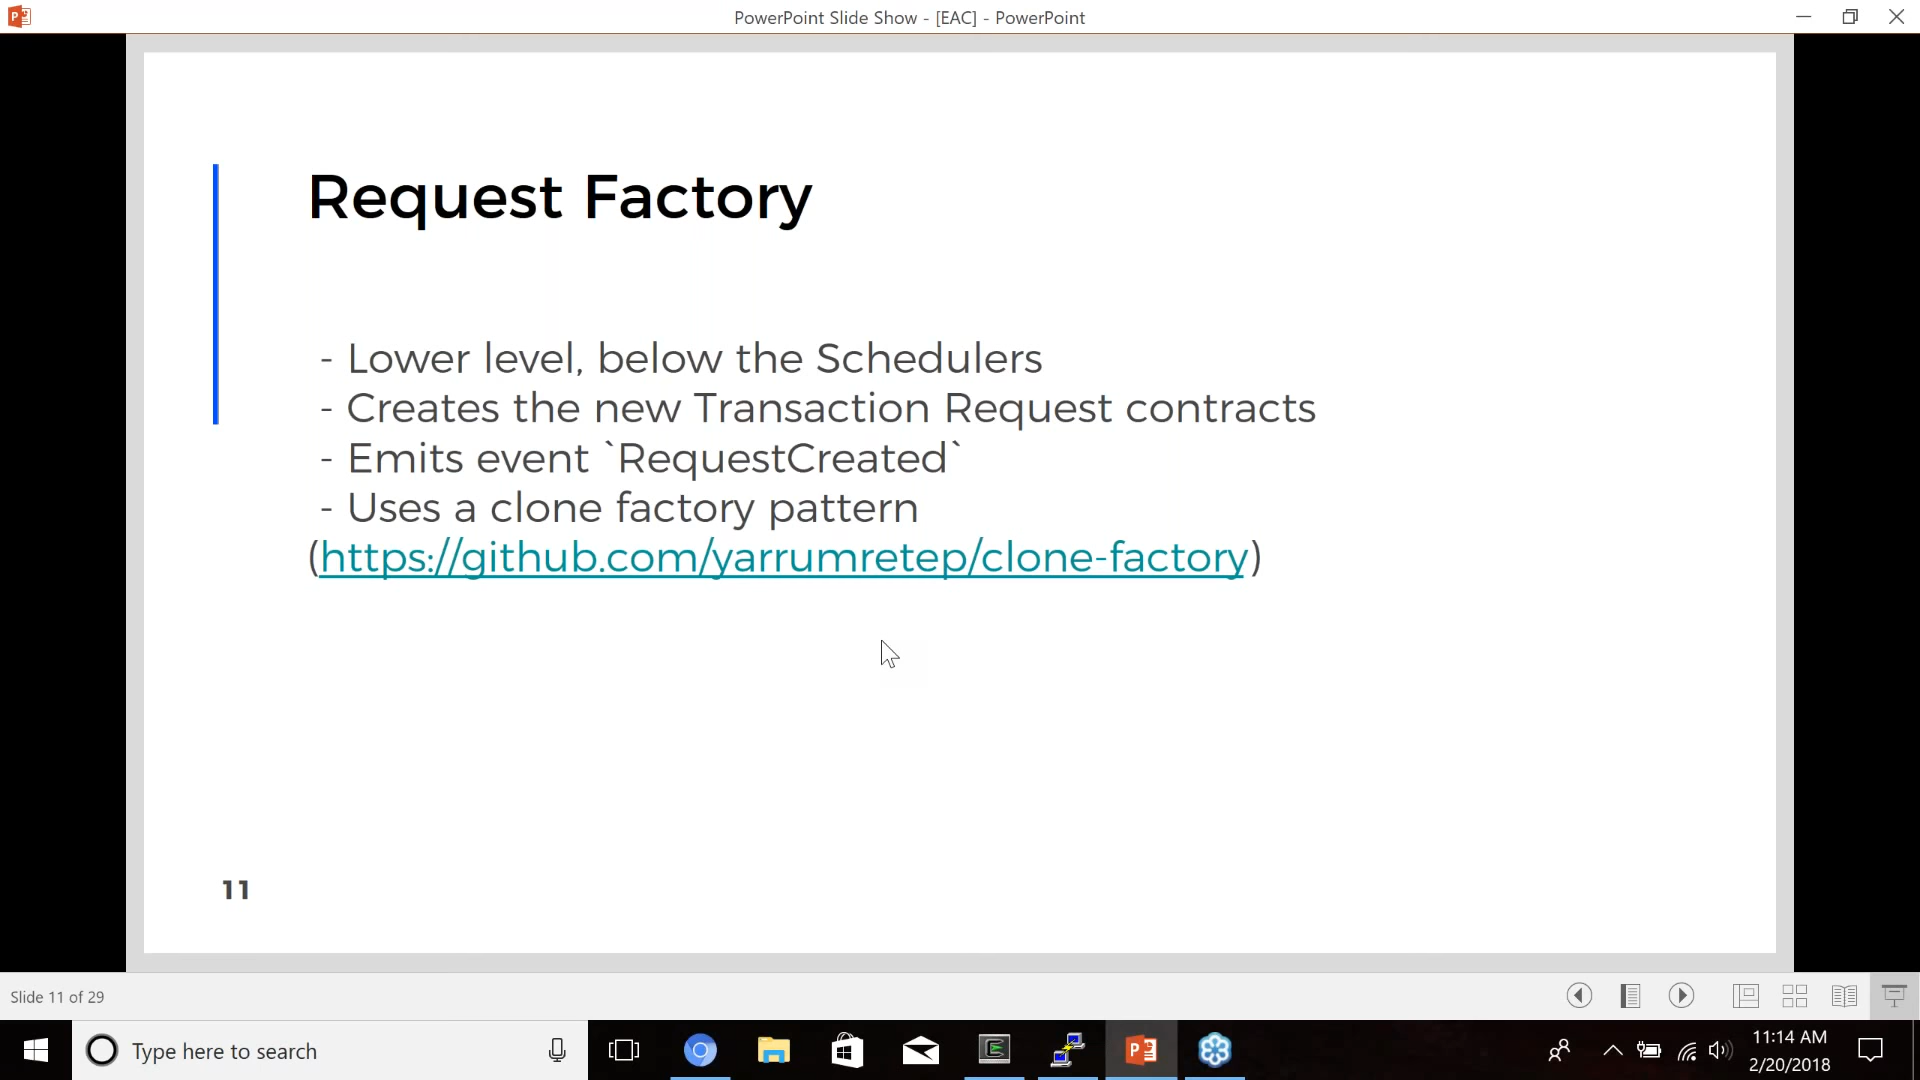 PowerPoint Slide Show - [EAC] - PowerPoint
Request Factory
- Lower level, below the Schedulers
- Creates the new Transaction Request contracts
- Emits event `RequestCreated`
- Uses a clone factory pattern
(https://github.com/yarrumretep/clone-factory)
11
Slide 11 of 29
Type here to search
11:14 AM
2/20/2018